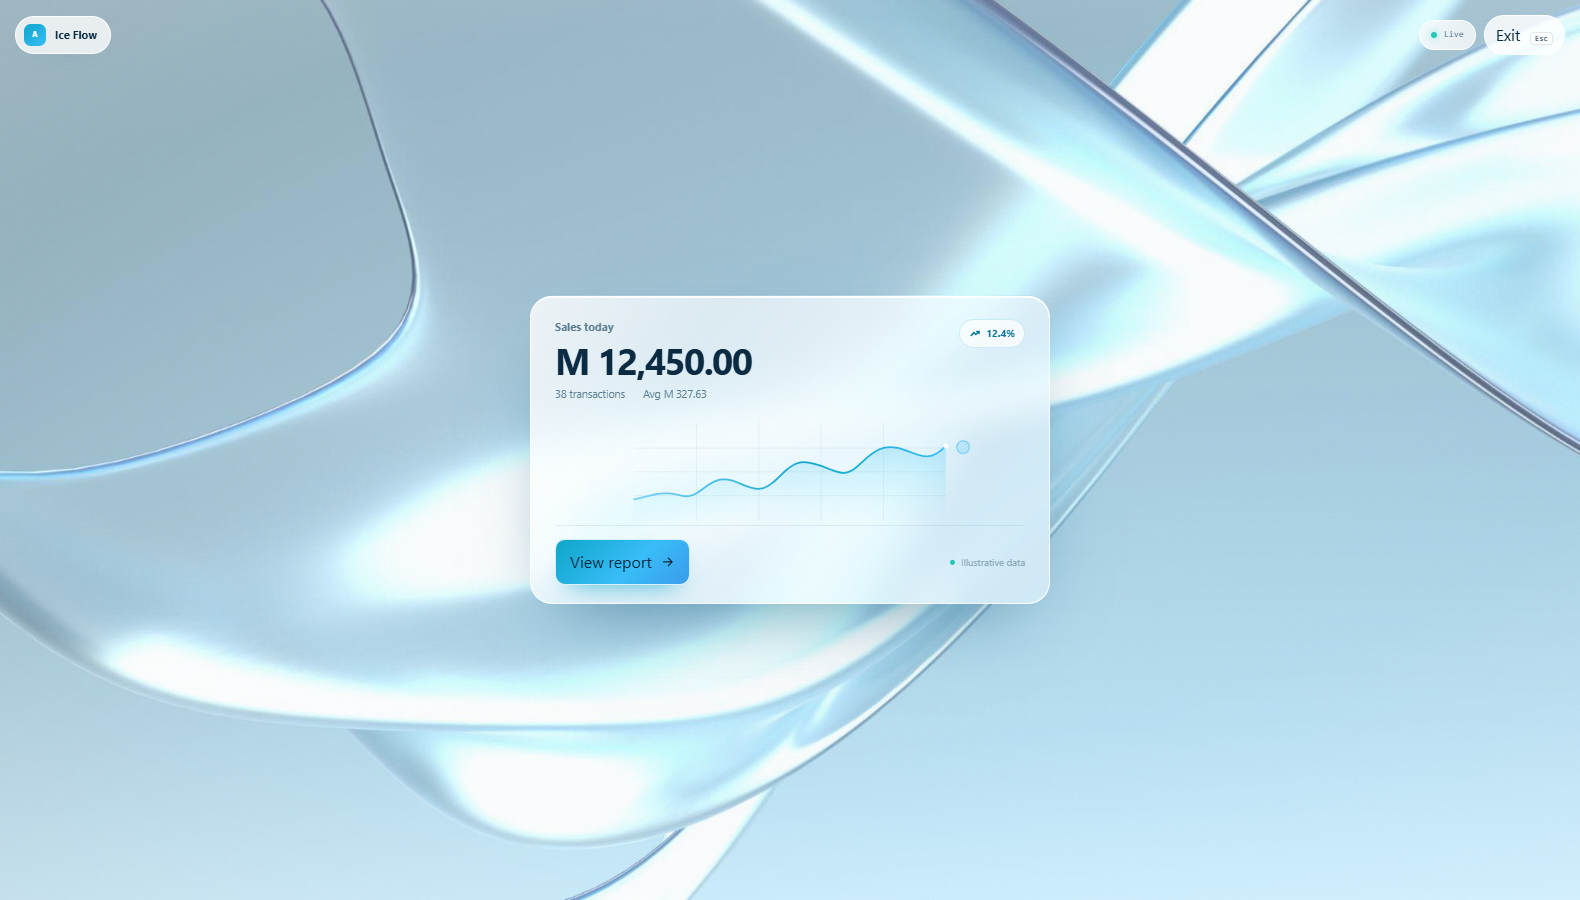 A Ice Flow
Live
Exit Esc
Sales today
12.4%
M 12,450.00
38 transactions Avg M 327.63
View report
Illustrative data